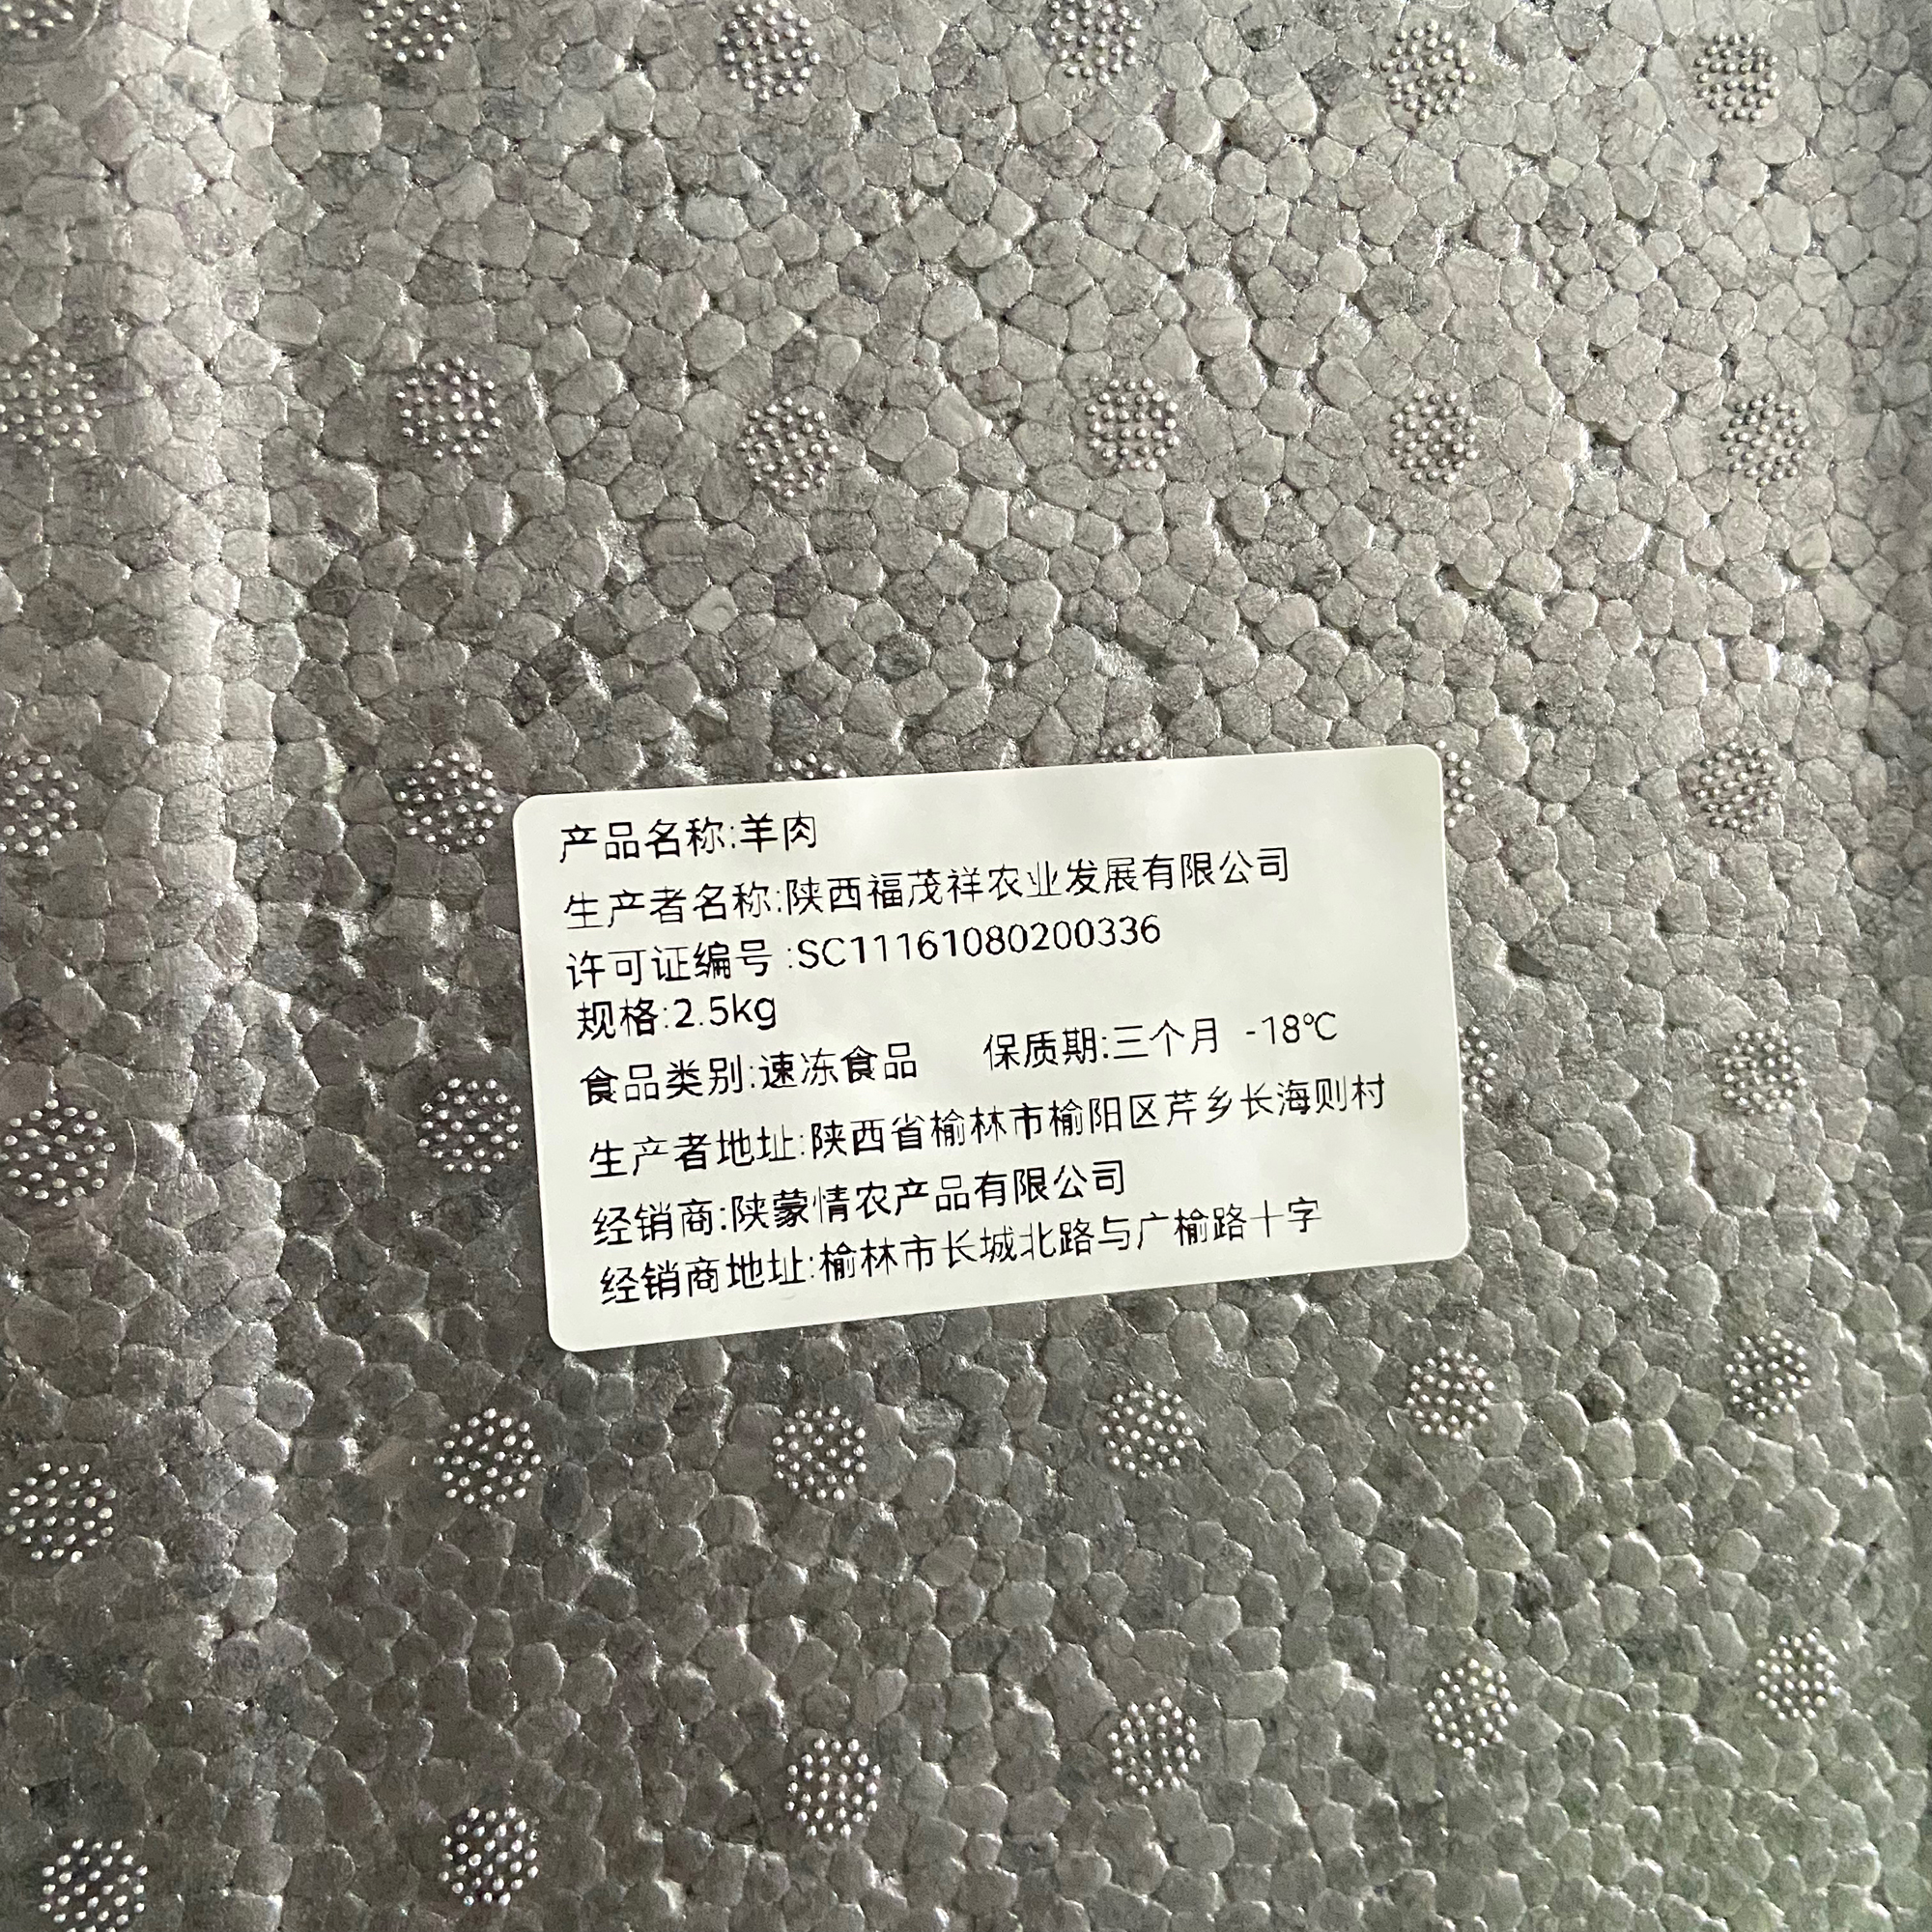 产品名称:羊肉
生产者名称:陕西福茂祥农业发展有限公司
许可证编号 :SC11161080200336
规格:2.5kg
食品类别:速冻食品 保质期:三个月 -18℃
生产者地址:陕西省榆林市榆阳区芹乡长海则村
经销商:陕蒙情农产品有限公司
经销商地址:榆林市长城北路与广榆路十字